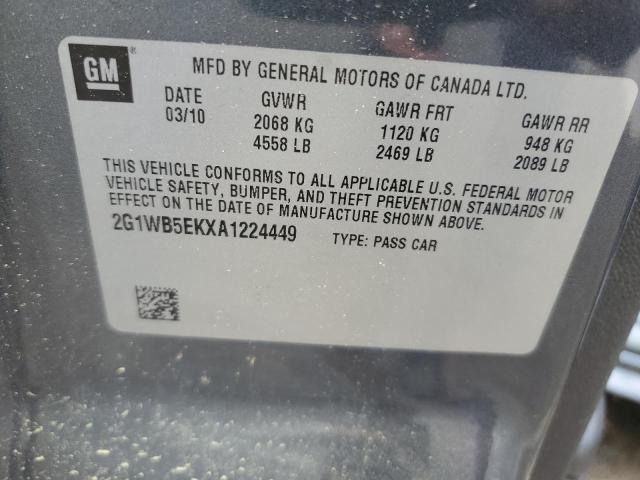 GM ®
MFD BY GENERAL MOTORS OF CANADA LTD.
DATE GVWR GAWR FRT GAWR RR
03/10 2068 KG 1120 KG 948 KG
4558 LB 2469 LB 2089 LB
THIS VEHICLE CONFORMS TO ALL APPLICABLE U.S. FEDERAL MOTOR
VEHICLE SAFETY, BUMPER, AND THEFT PREVENTION STANDARDS IN
EFFECT ON THE DATE OF MANUFACTURE SHOWN ABOVE.
2G1WB5EKXA1224449 TYPE: PASS CAR